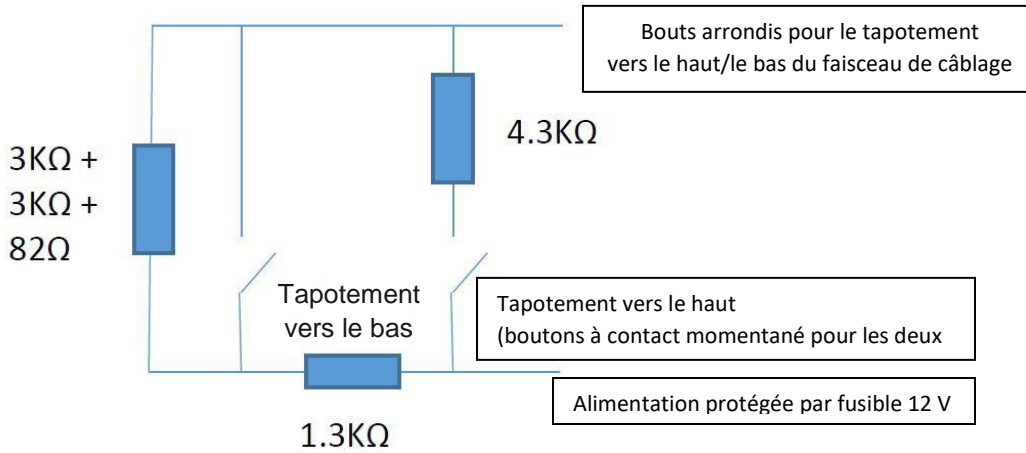 Bouts arrondis pour le tapotement
vers le haut/le bas du faisceau de câblage
4.3KΩ
3KΩ +
3KΩ +
82Ω
Tapotement
vers le bas
Tapotement vers le haut
(boutons à contact momentané pour les deux
Alimentation protégée par fusible 12 V
1.3KΩ